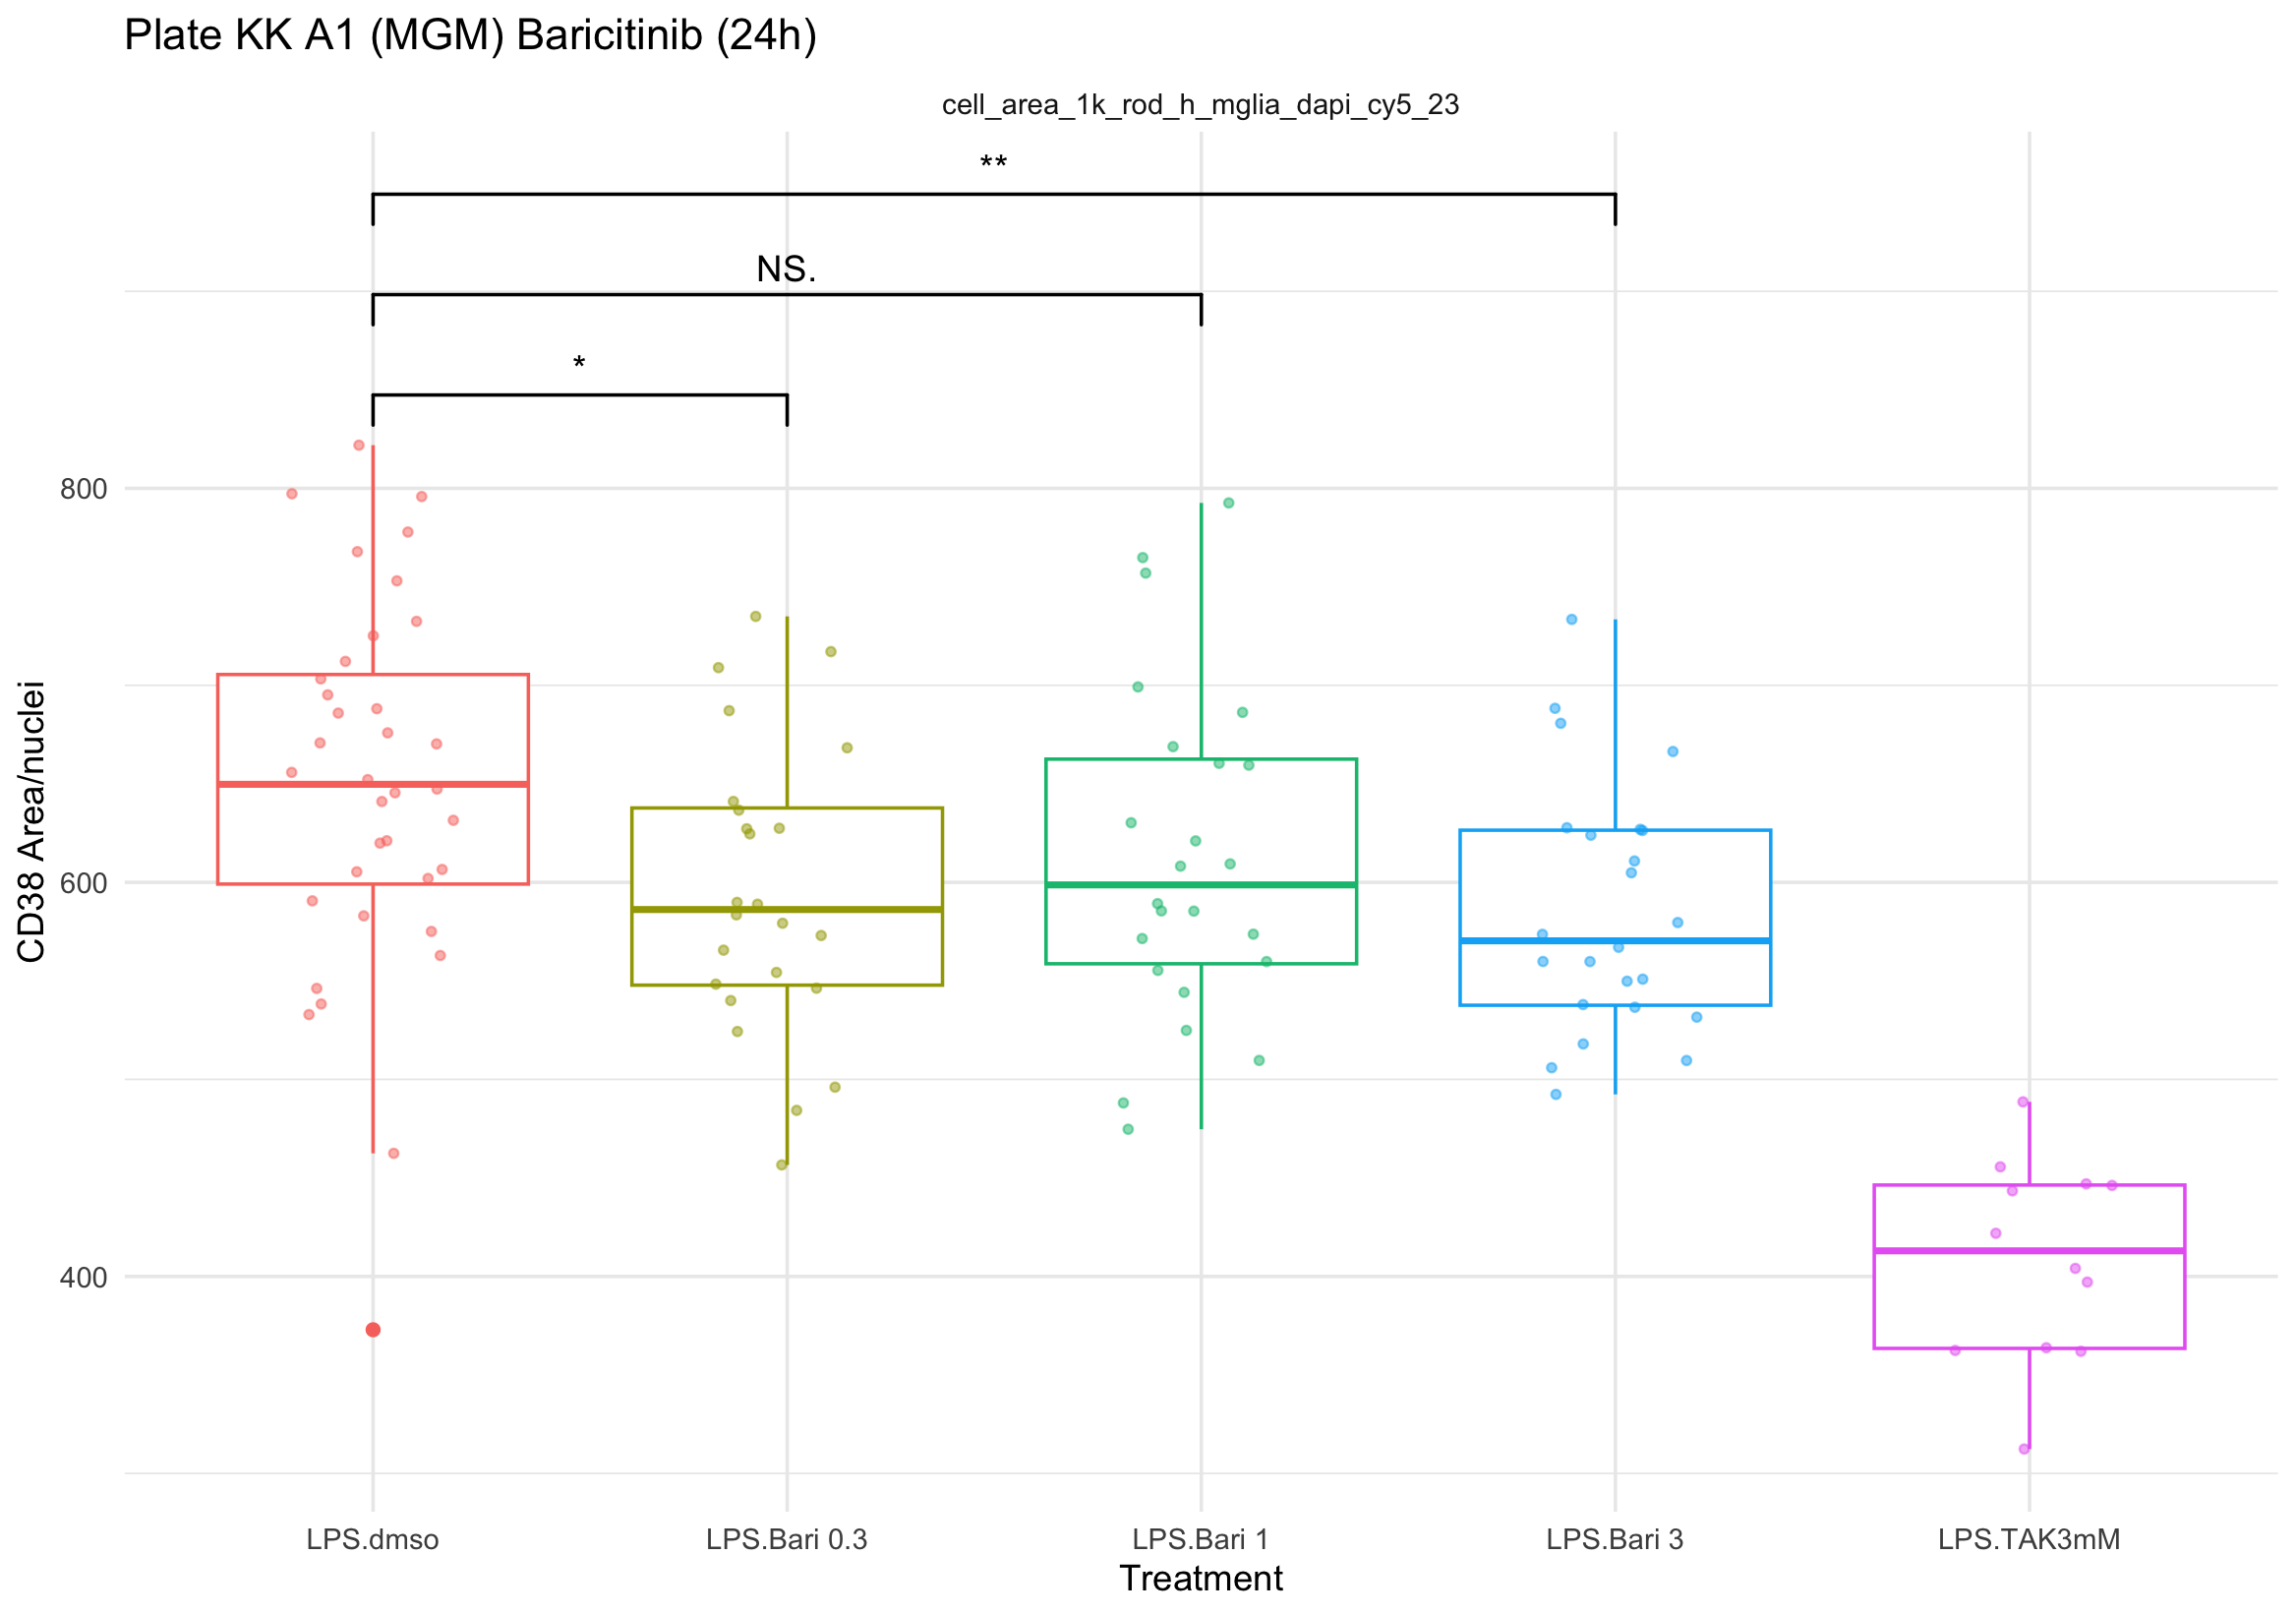 Plate KK A1 (MGM) Baricitinib (24h)
cell_area_1k_rod_h_mglia_dapi_cy5_23
**
NS.
*
800
600
400
CD38 Area/nuclei
LPS.dmso LPS.Bari 0.3 LPS.Bari 1 LPS.Bari 3 LPS.TAK3mM
Treatment